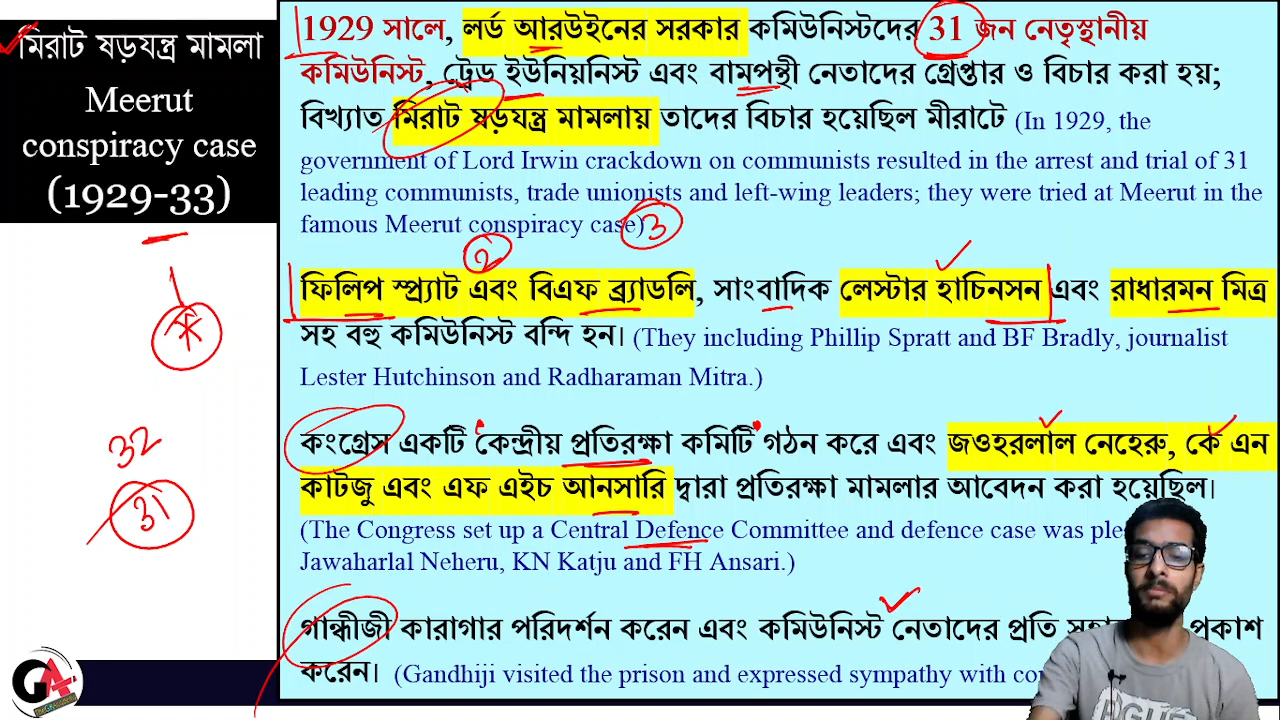 মিরাট ষড়যন্ত্র মামলা
Meerut
conspiracy case
(1929-33)
1929 সালে, লর্ড আরউইনের সরকার কমিউনিস্টদের 31 জন নেতৃস্থানীয়
কমিউনিস্ট, ট্রেড ইউনিয়নিস্ট এবং বামপন্থী নেতাদের গ্রেপ্তার ও বিচার করা হয়;
বিখ্যাত মিরাট ষড়যন্ত্র মামলায় তাদের বিচার হয়েছিল মীরাটে (In 1929, the
government of Lord Irwin crackdown on communists resulted in the arrest and trial of 31
leading communists, trade unionists and left-wing leaders; they were tried at Meerut in the
famous Meerut conspiracy case)
3
2
ফিলিপ স্প্র্যাট এবং বিএফ ব্র্যাডলি, সাংবাদিক লেস্টার হাচিনসন এবং রাধারমন মিত্র
সহ বহু কমিউনিস্ট বন্দি হন। (They including Phillip Spratt and BF Bradly, journalist
Lester Hutchinson and Radharaman Mitra.)
কংগ্রেস একটি কেন্দ্রীয় প্রতিরক্ষা কমিটি গঠন করে এবং জওহরলাল নেহেরু, কে এন
কাটজু এবং এফ এইচ আনসারি দ্বারা প্রতিরক্ষা মামলার আবেদন করা হয়েছিল।
(The Congress set up a Central Defence Committee and defence case was
Jawaharlal Neheru, KN Katju and FH Ansari.)
গান্ধীজী কারাগার পরিদর্শন করেন এবং কমিউনিস্ট নেতাদের প্রতি প্রকাশ
করেন। (Gandhiji visited the prison and expressed sympathy with
1
32
31
GA